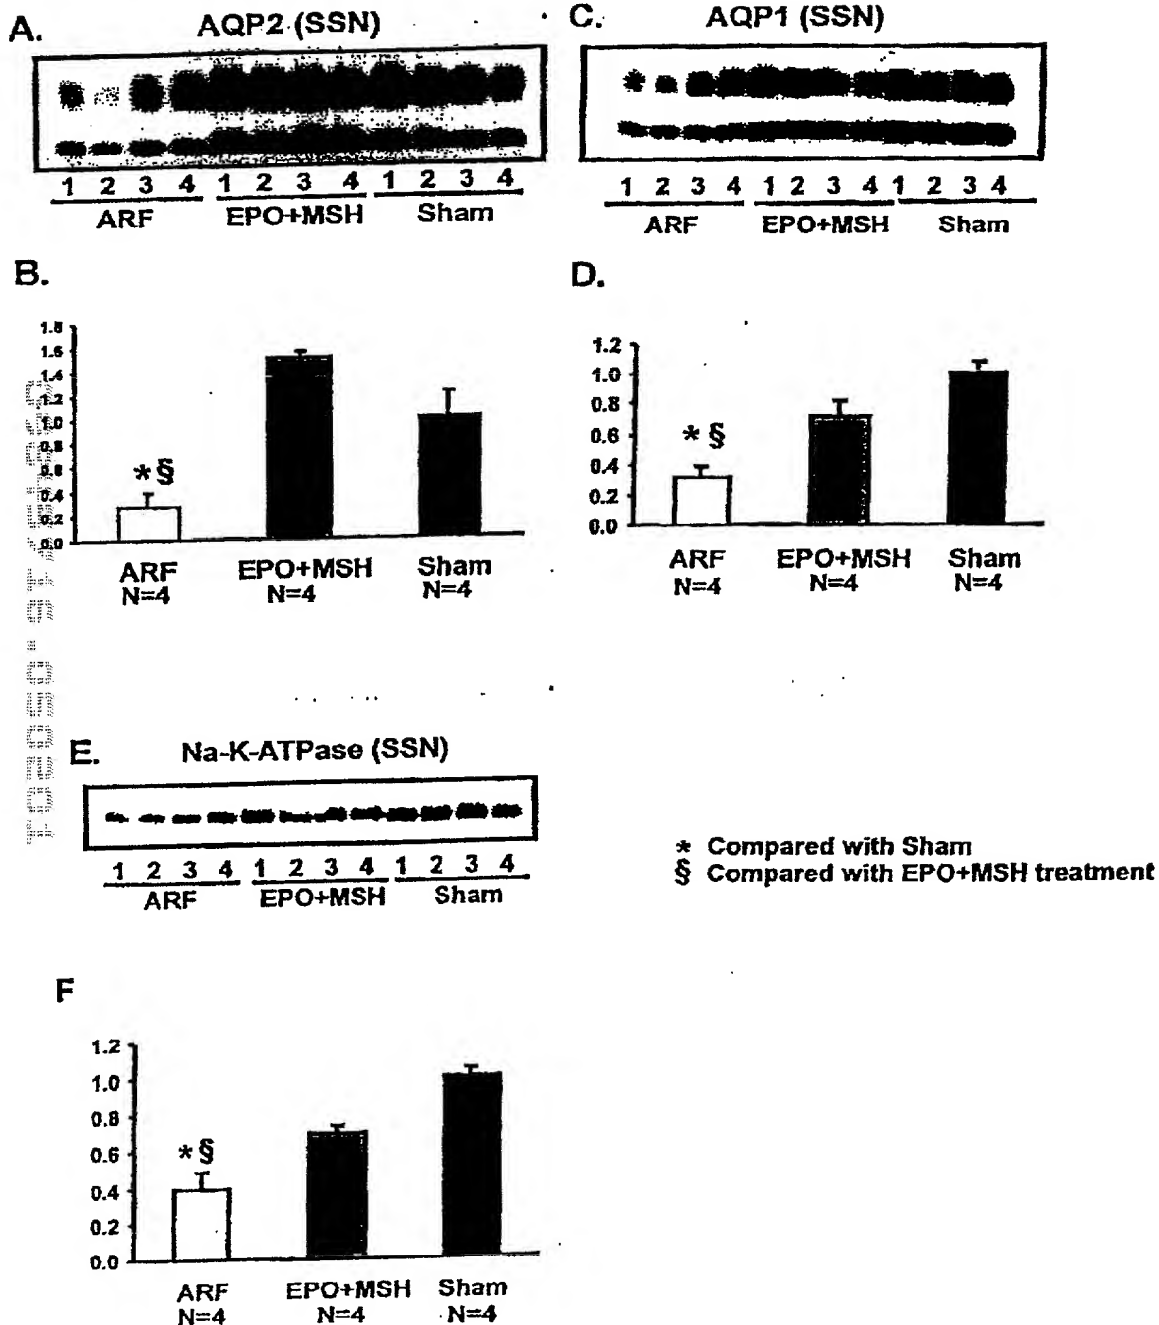 A.
AQP2 (SSN)
1 2 3 4 1 2 3 4 1 2 3 4
ARF EPO+MSH Sham
C.
AQP1 (SSN)
1 2 3 4 1 2 3 4 1 2 3 4
ARF EPO+MSH Sham
B.
1.8
1.6
1.4
1.2
1.0
0.8
0.6
0.4
0.2
0.0
* §
ARF EPO+MSH Sham
N=4 N=4 N=4
D.
1.2
1.0
0.8
0.6
0.4
0.2
0.0
* §
ARF EPO+MSH Sham
N=4 N=4 N=4
E.
Na-K-ATPase (SSN)
1 2 3 4 1 2 3 4 1 2 3 4
ARF EPO+MSH Sham
* Compared with Sham
§ Compared with EPO+MSH treatment
F
1.2
1.0
0.8
0.6
0.4
0.2
0.0
* §
ARF EPO+MSH Sham
N=4 N=4 N=4